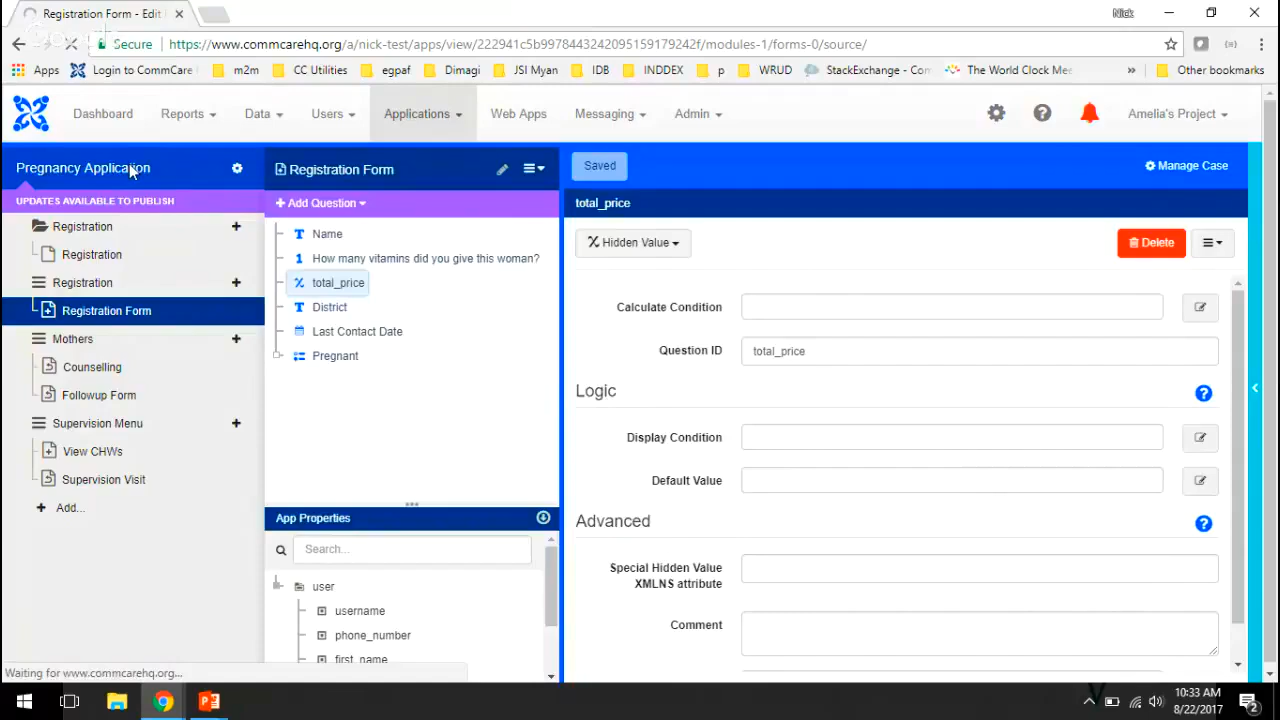 Registration Form - Edit
Nick
Secure
https://www.commcarehq.org/a/nick-test/apps/view/222941c5b9978443242095159179242f/modules-1/forms-0/source/
Apps
Login to CommCare
m2m
CC Utilities
egpaf
Dimagi
JSI Myan
IDB
INDDEX
p
WRUD
StackExchange - Com
The World Clock Mee
»
Other bookmarks
Dashboard
Reports
Data
Users
Applications
Web Apps
Messaging
Admin
Amelia's Project
Pregnancy Application
UPDATES AVAILABLE TO PUBLISH
Registration
Registration
Registration
Registration Form
Mothers
Counselling
Followup Form
Supervision Menu
View CHWs
Supervision Visit
Add...
Registration Form
Add Question
Name
How many vitamins did you give this woman?
total_price
District
Last Contact Date
Pregnant
App Properties
Search...
user
username
phone_number
first_name
Saved
Manage Case
total_price
Hidden Value
Delete
Calculate Condition
Question ID
total_price
Logic
Display Condition
Default Value
Advanced
Special Hidden Value
XMLNS attribute
Comment
Waiting for www.commcarehq.org...
10:33 AM
8/22/2017
2